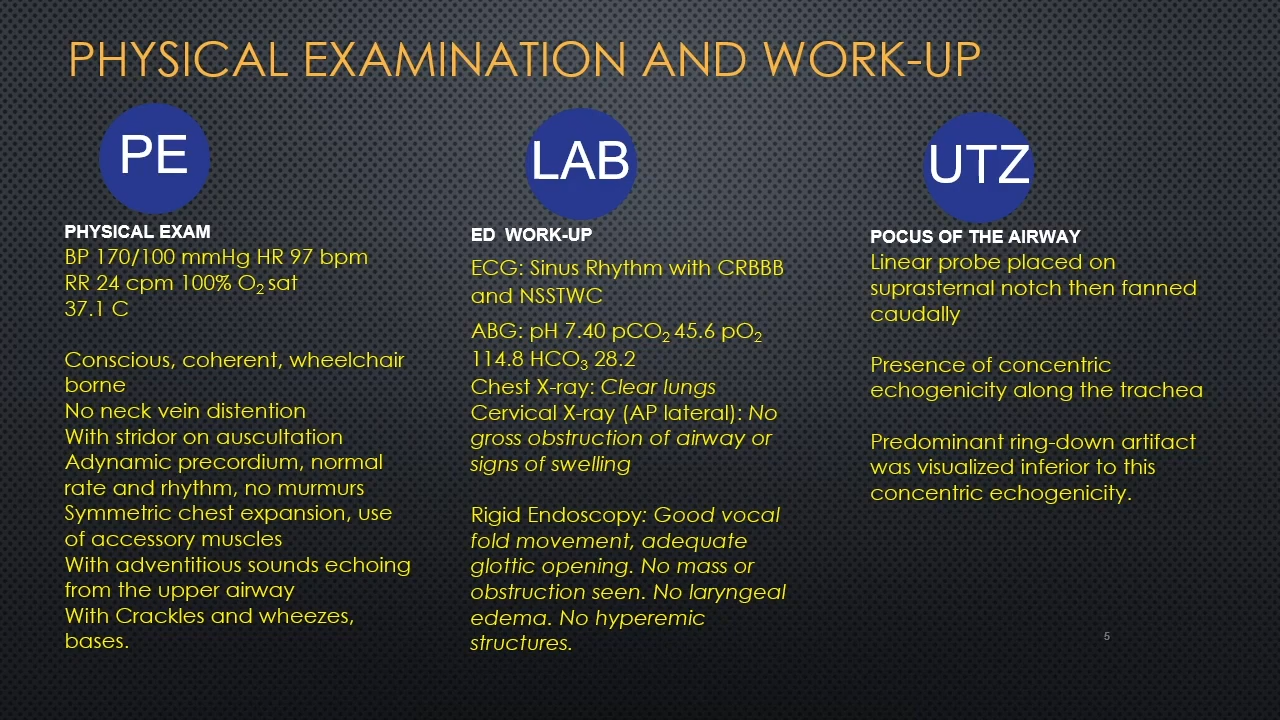 PHYSICAL EXAMINATION AND WORK-UP
PE
PHYSICAL EXAM
BP 170/100 mmHg HR 97 bpm
RR 24 cpm 100% O2 sat
37.1 C
Conscious, coherent, wheelchair
borne
No neck vein distention
With stridor on auscultation
Adynamic precordium, normal
rate and rhythm, no murmurs
Symmetric chest expansion, use
of accessory muscles
With adventitious sounds echoing
from the upper airway
With Crackles and wheezes,
bases.
LAB
ED WORK-UP
ECG: Sinus Rhythm with CRBBB
and NSSTWC
ABG: pH 7.40 pCO2 45.6 pO2
114.8 HCO3 28.2
Chest X-ray: Clear lungs
Cervical X-ray (AP lateral): No
gross obstruction of airway or
signs of swelling
Rigid Endoscopy: Good vocal
fold movement, adequate
glottic opening. No mass or
obstruction seen. No laryngeal
edema. No hyperemic
structures.
UTZ
POCUS OF THE AIRWAY
Linear probe placed on
suprasternal notch then fanned
caudally
Presence of concentric
echogenicity along the trachea
Predominant ring-down artifact
was visualized inferior to this
concentric echogenicity.
5